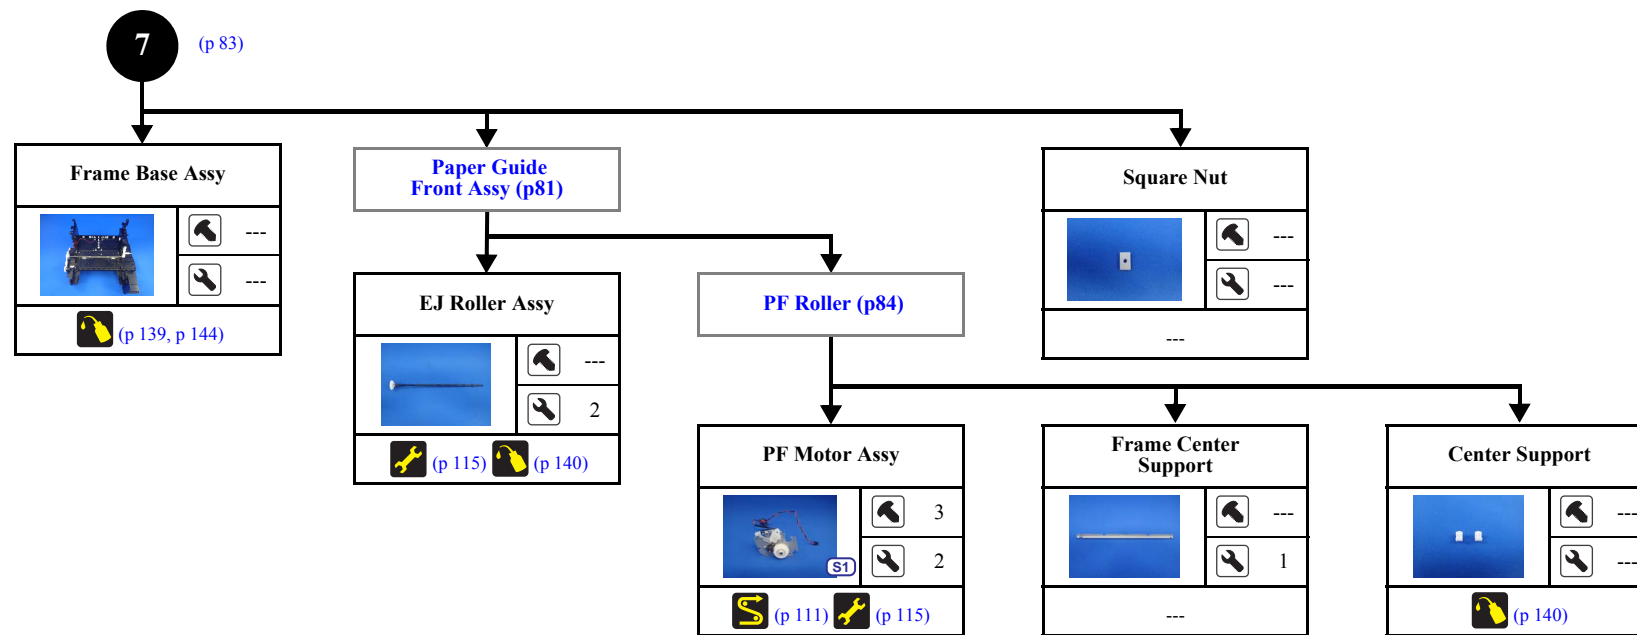 7
(p 83)
Frame Base Assy
---
---
(p 139, p 144)
Paper Guide
Front Assy (p81)
Square Nut
---
---
---
EJ Roller Assy
---
2
(p 115)
(p 140)
PF Roller (p84)
PF Motor Assy
S1
3
2
(p 111)
(p 115)
Frame Center
Support
---
1
---
Center Support
---
---
(p 140)